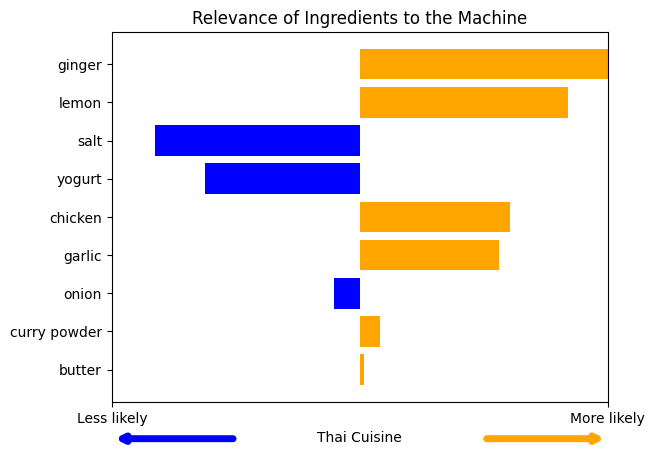 Relevance of Ingredients to the Machine
ginger
lemon
salt
yogurt
chicken
garlic
onion
curry powder
butter
Less likely
More likely
Thai Cuisine